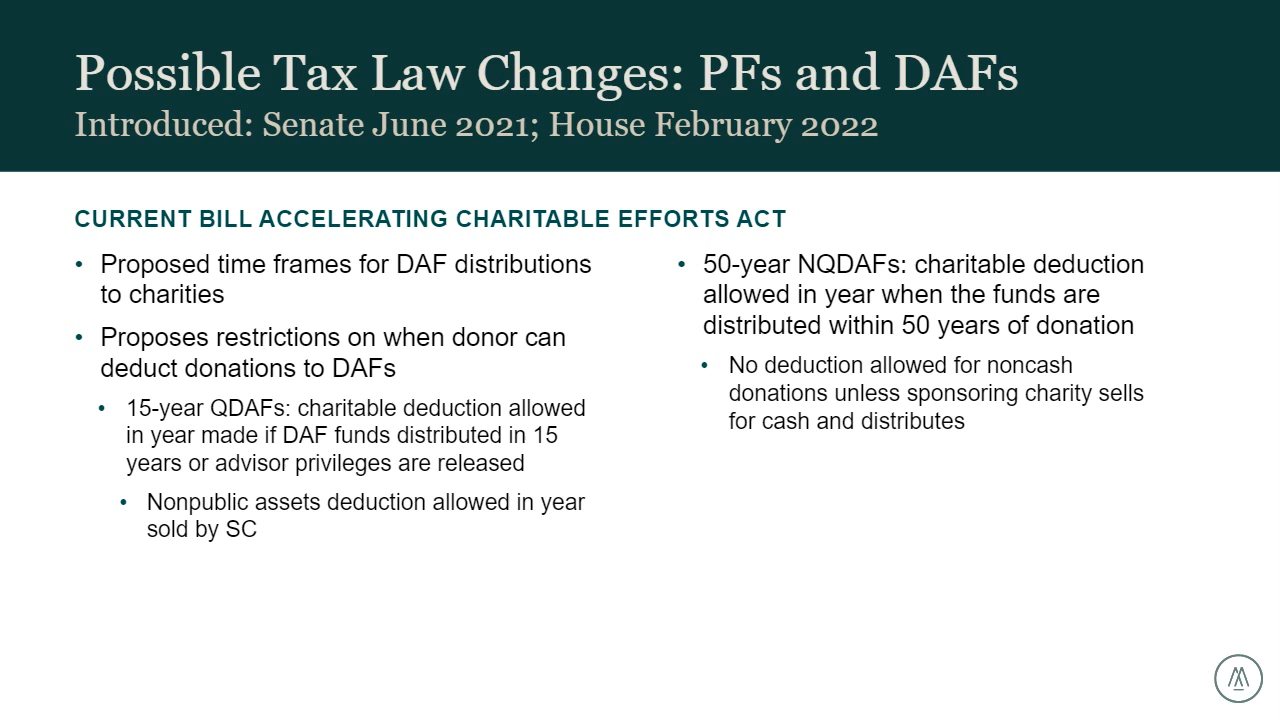 Possible Tax Law Changes: PFs and DAFs
Introduced: Senate June 2021; House February 2022
CURRENT BILL ACCELERATING CHARITABLE EFFORTS ACT
• Proposed time frames for DAF distributions
to charities
• Proposes restrictions on when donor can
deduct donations to DAFs
• 15-year QDAFs: charitable deduction allowed
in year made if DAF funds distributed in 15
years or advisor privileges are released
• Nonpublic assets deduction allowed in year
sold by SC
• 50-year NQDAFs: charitable deduction
allowed in year when the funds are
distributed within 50 years of donation
• No deduction allowed for noncash
donations unless sponsoring charity sells
for cash and distributes